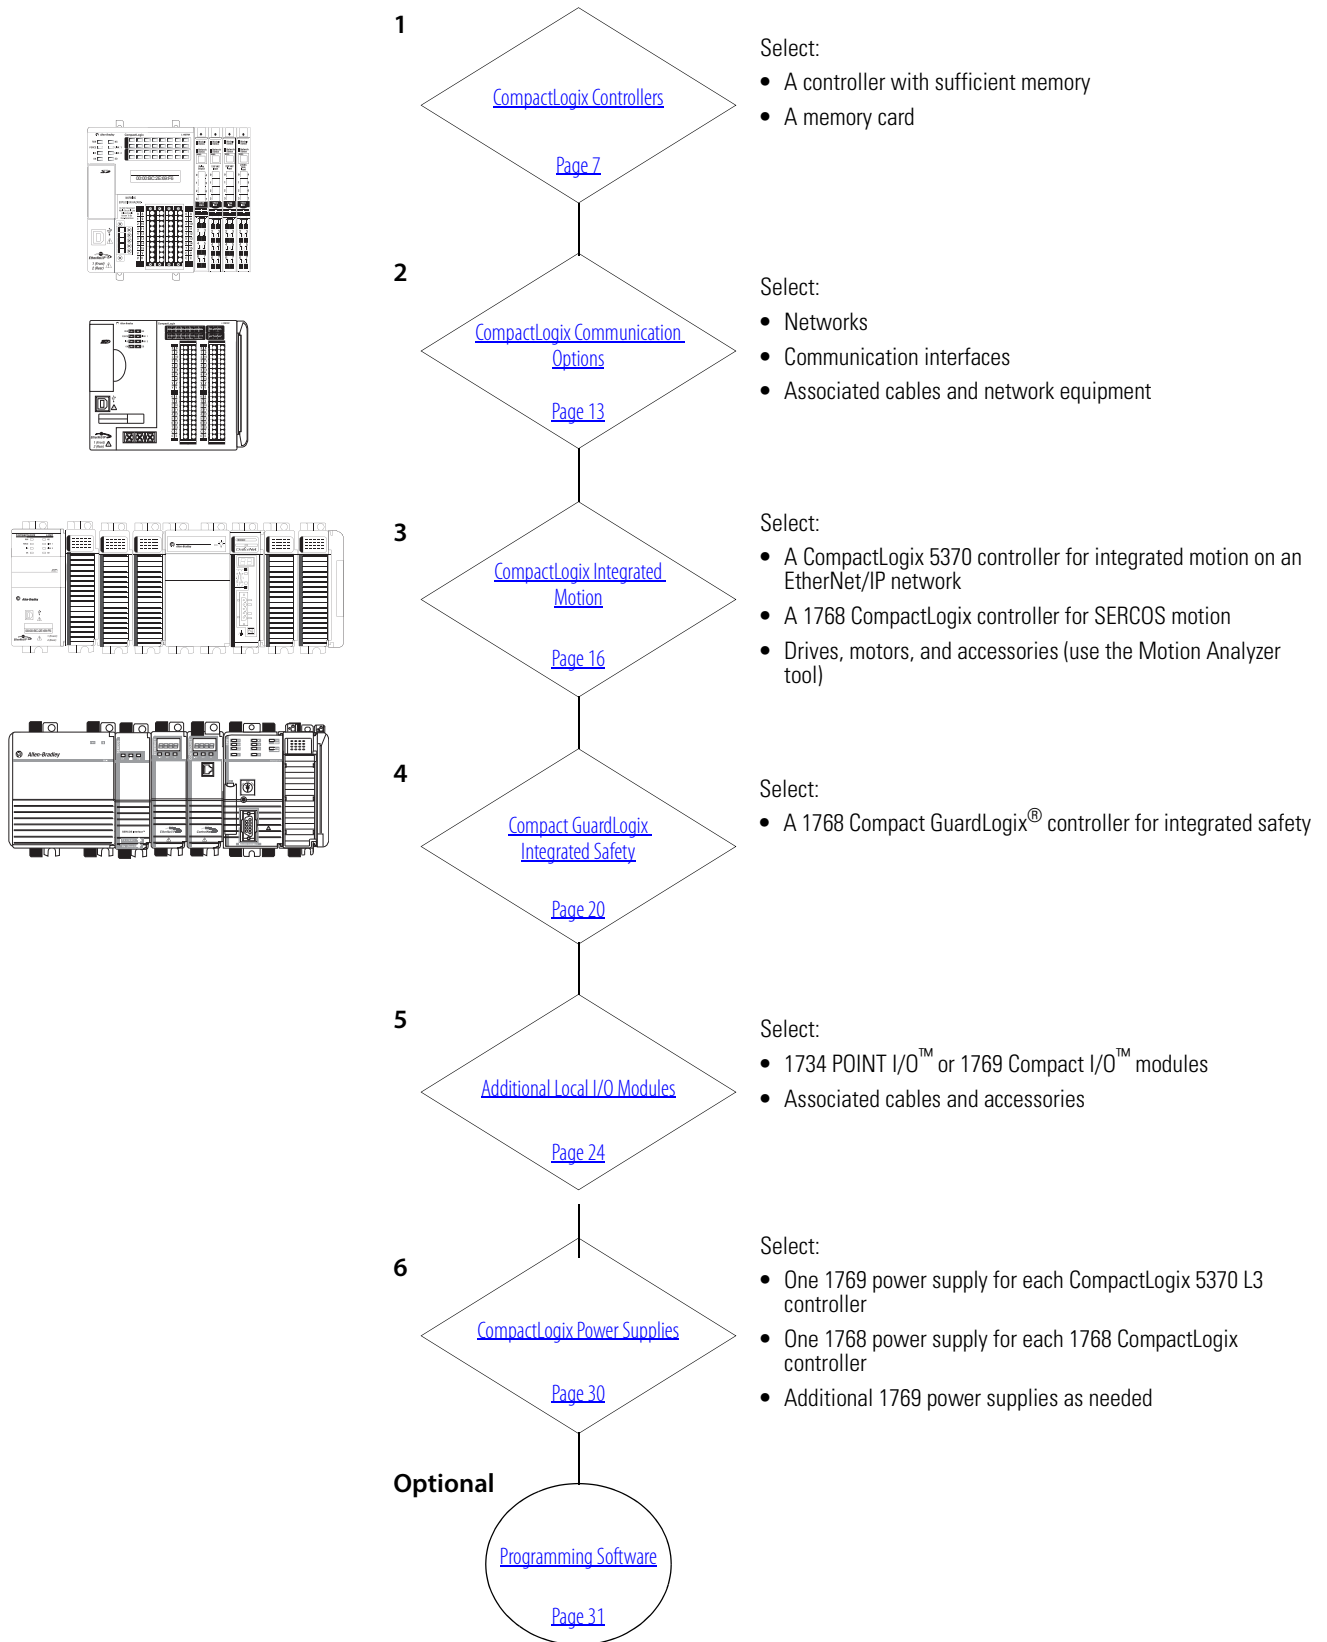 1
CompactLogix Controllers
Page 7
Select:
• A controller with sufficient memory
• A memory card
2
CompactLogix Communication
Options
Page 13
Select:
• Networks
• Communication interfaces
• Associated cables and network equipment
3
CompactLogix Integrated
Motion
Page 16
Select:
• A CompactLogix 5370 controller for integrated motion on an
EtherNet/IP network
• A 1768 CompactLogix controller for SERCOS motion
• Drives, motors, and accessories (use the Motion Analyzer
tool)
Allen-Bradley
4
Compact GuardLogix
Integrated Safety
Page 20
Select:
• A 1768 Compact GuardLogix® controller for integrated safety
5
Additional Local I/O Modules
Page 24
Select:
• 1734 POINT I/O™ or 1769 Compact I/O™ modules
• Associated cables and accessories
6
CompactLogix Power Supplies
Page 30
Select:
• One 1769 power supply for each CompactLogix 5370 L3
controller
• One 1768 power supply for each 1768 CompactLogix
controller
• Additional 1769 power supplies as needed
Optional
Programming Software
Page 31